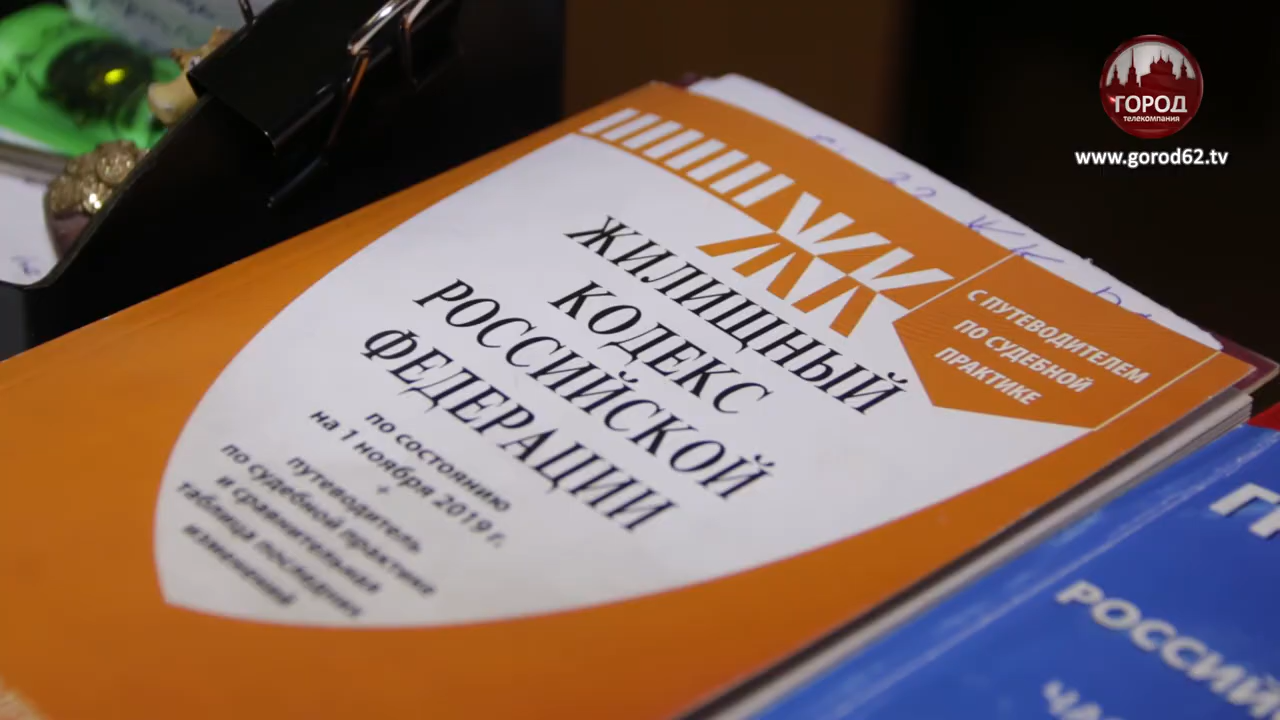 ГОРОД
телекомпания
www.gorod62.tv
ЖК
С ПУТЕВОДИТЕЛЕМ
ПО СУДЕБНОЙ
ПРАКТИКЕ
ЖИЛИЩНЫЙ
КОДЕКС
РОССИЙСКОЙ
ФЕДЕРАЦИИ
по состоянию
на 1 ноября 2019 г.
+
путеводитель
по судебной практике
и сравнительная
таблица последних
изменений
РОССИЙ